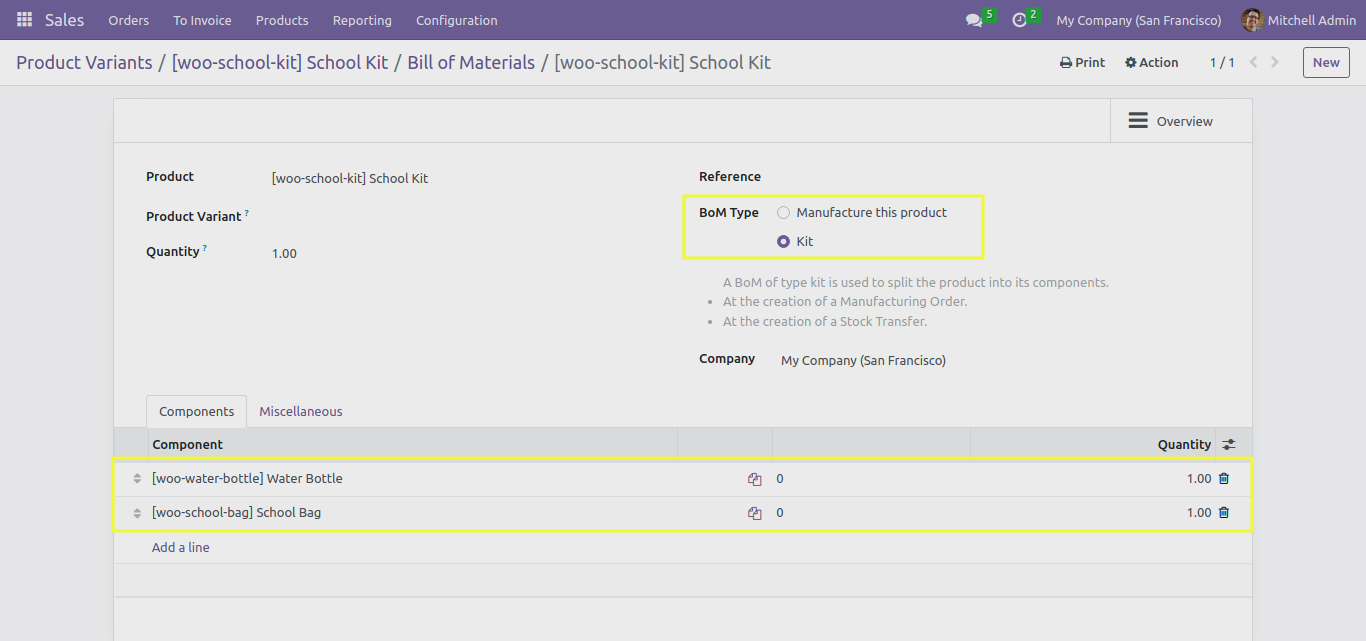 Sales Orders To Invoice Products Reporting Configuration 5 2 My Company (San Francisco) Mitchell Admin
Product Variants / [woo-school-kit] School Kit / Bill of Materials / [woo-school-kit] School Kit Print Action 1 / 1 New
Overview
Product [woo-school-kit] School Kit
Product Variant ?
Quantity ? 1.00
Reference
BoM Type Manufacture this product
Kit
A BoM of type kit is used to split the product into its components.
• At the creation of a Manufacturing Order.
• At the creation of a Stock Transfer.
Company My Company (San Francisco)
Components Miscellaneous
Component Quantity
[woo-water-bottle] Water Bottle 0 1.00
[woo-school-bag] School Bag 0 1.00
Add a line